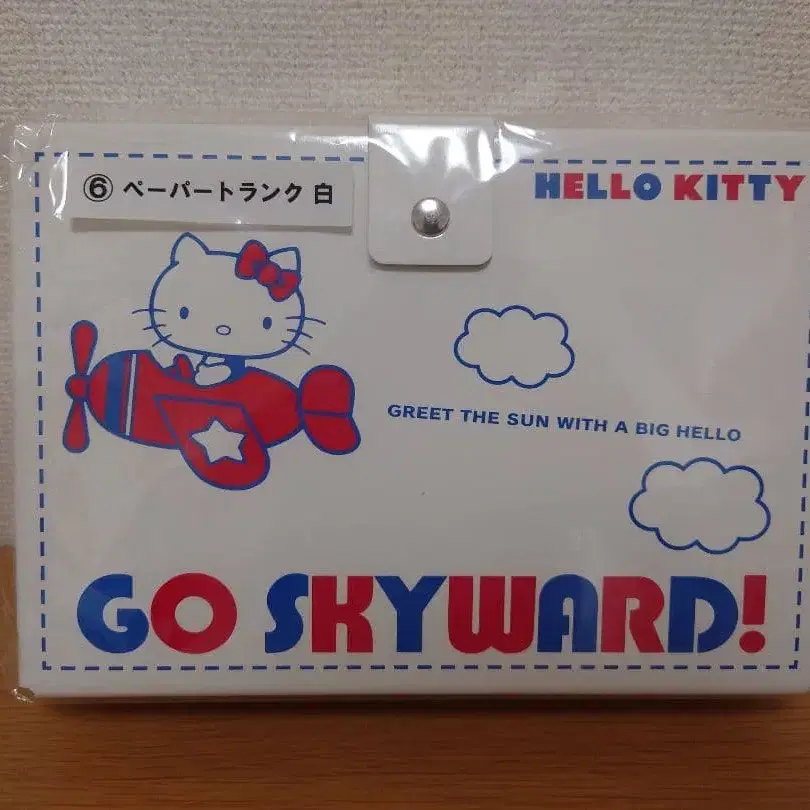 ⑥ ペーパートランク 白
HELLO KITTY
GREET THE SUN WITH A BIG HELLO
GO SKYWARD!